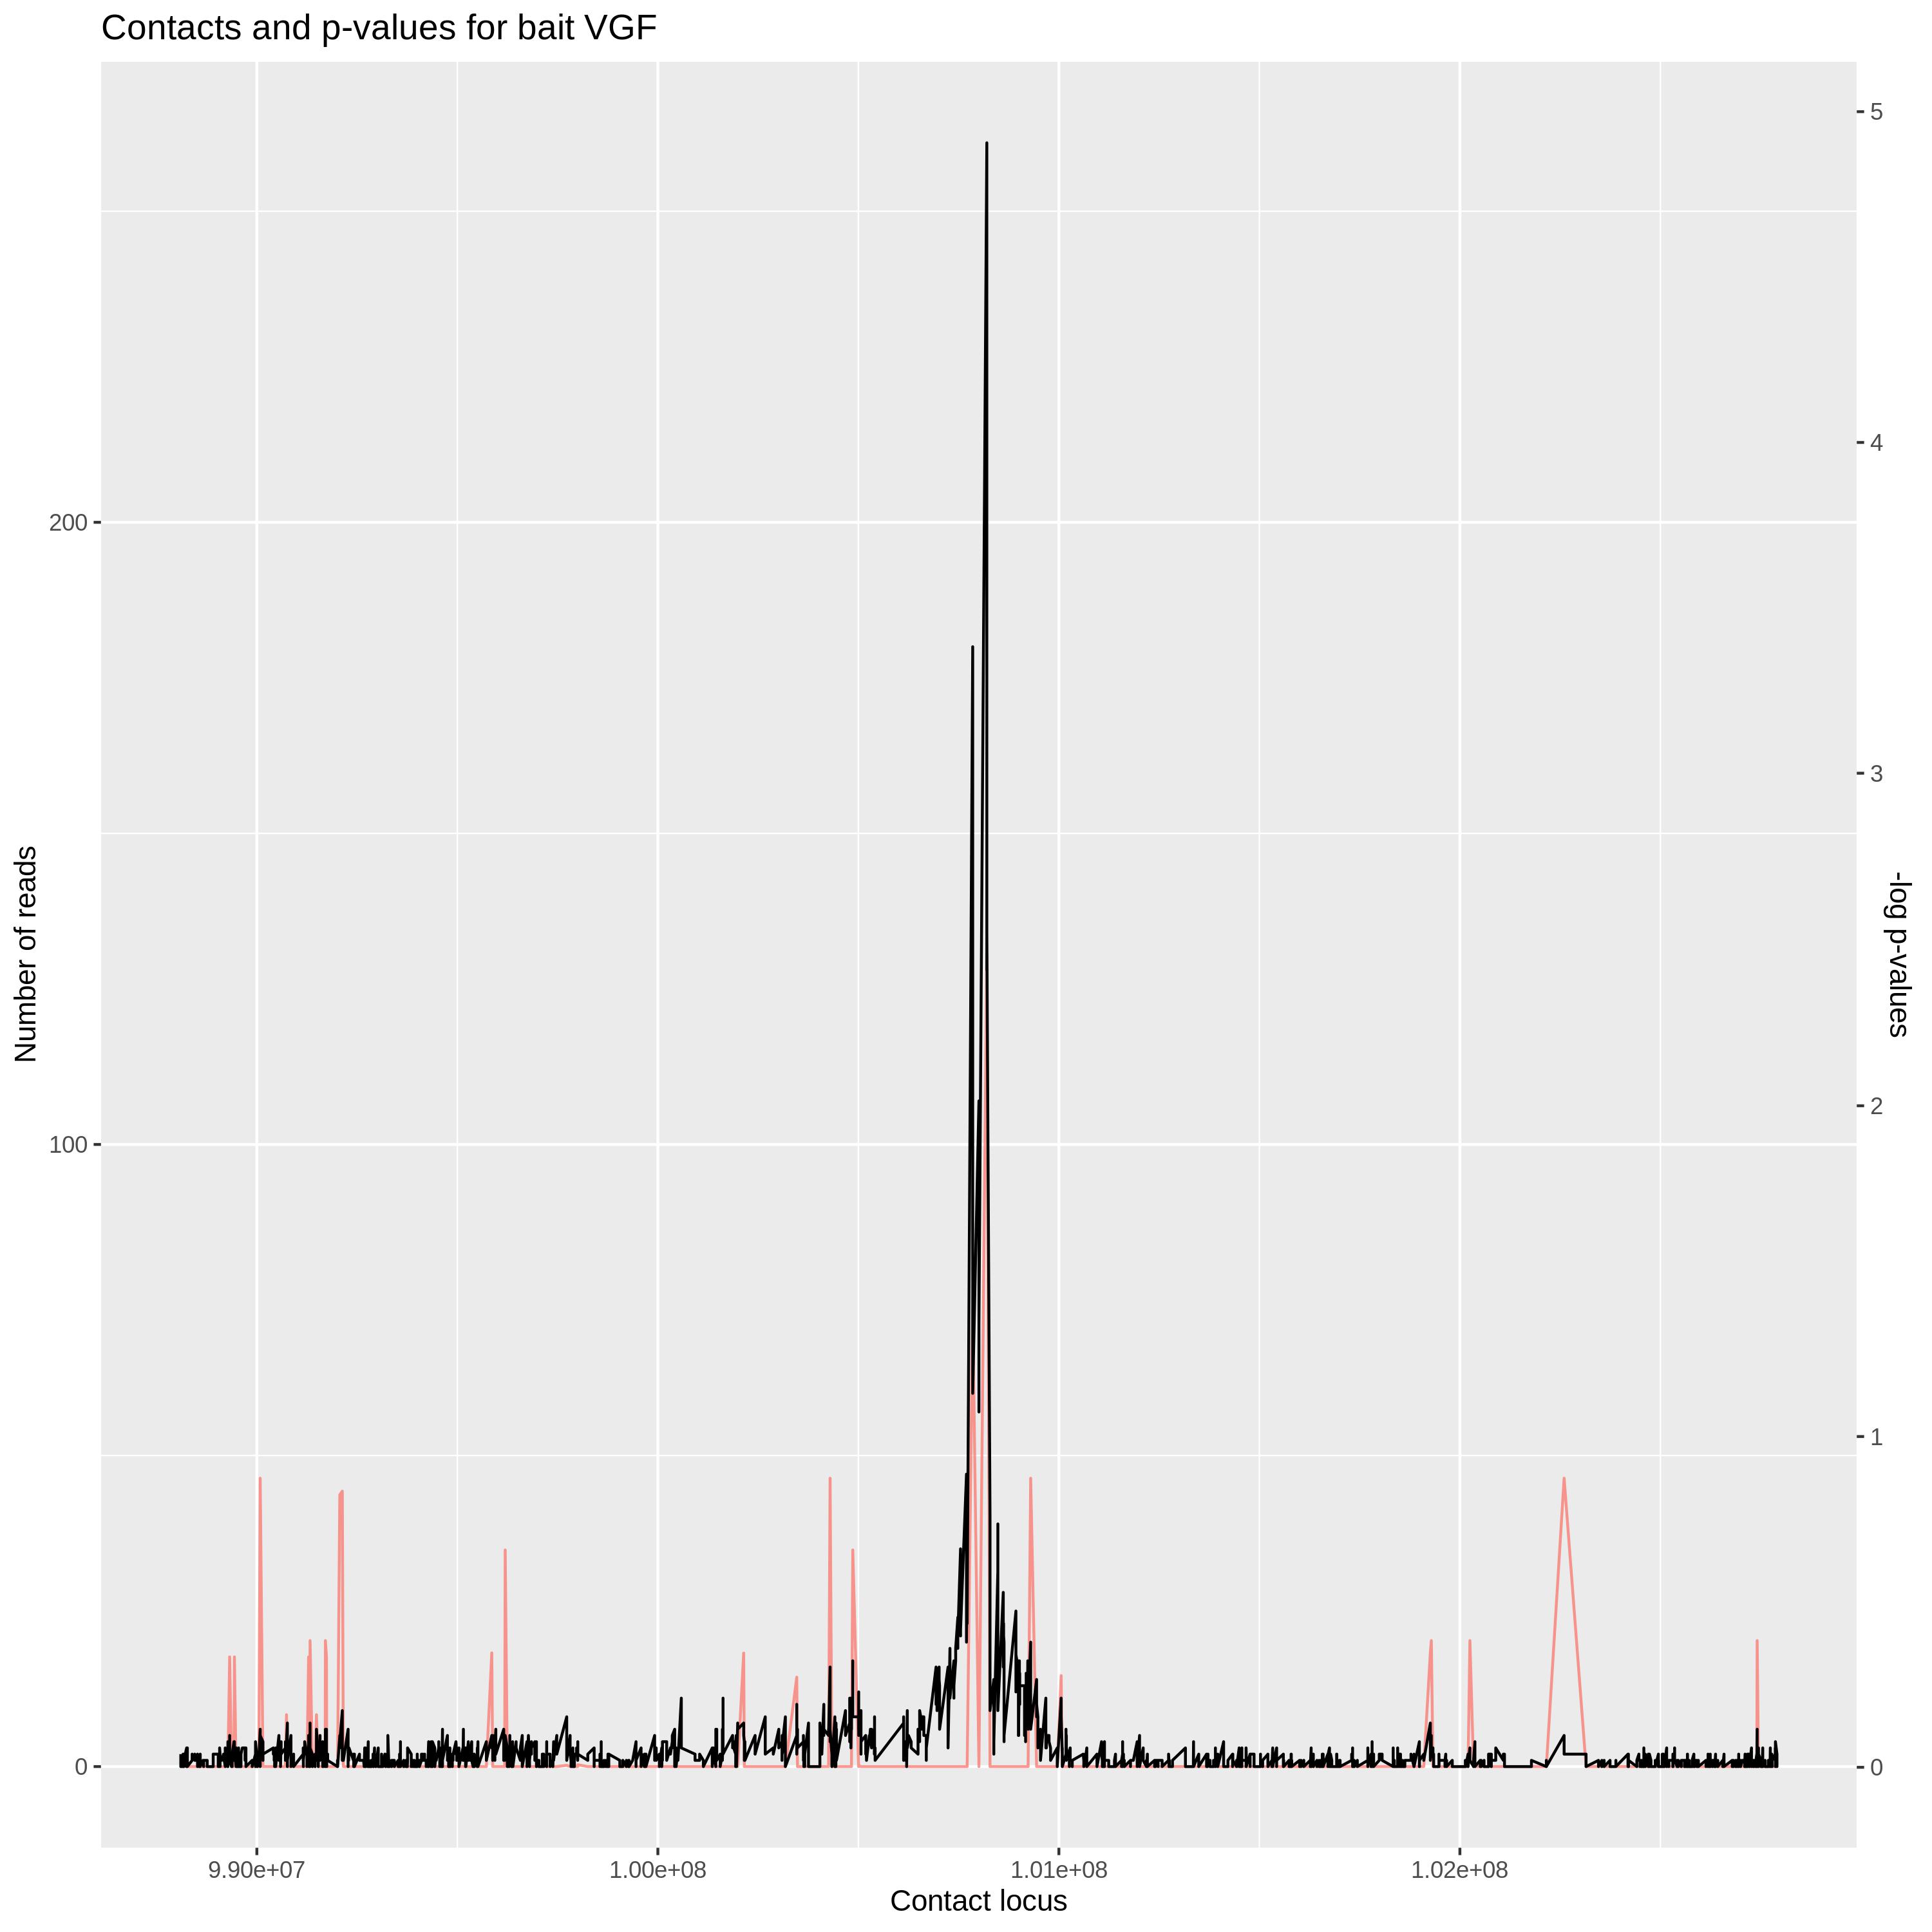 Contacts and p-values for bait VGF
Number of reads
200
100
0
5
4
3
2
1
0
-log p-values
9.90e+07
1.00e+08
1.01e+08
1.02e+08
Contact locus